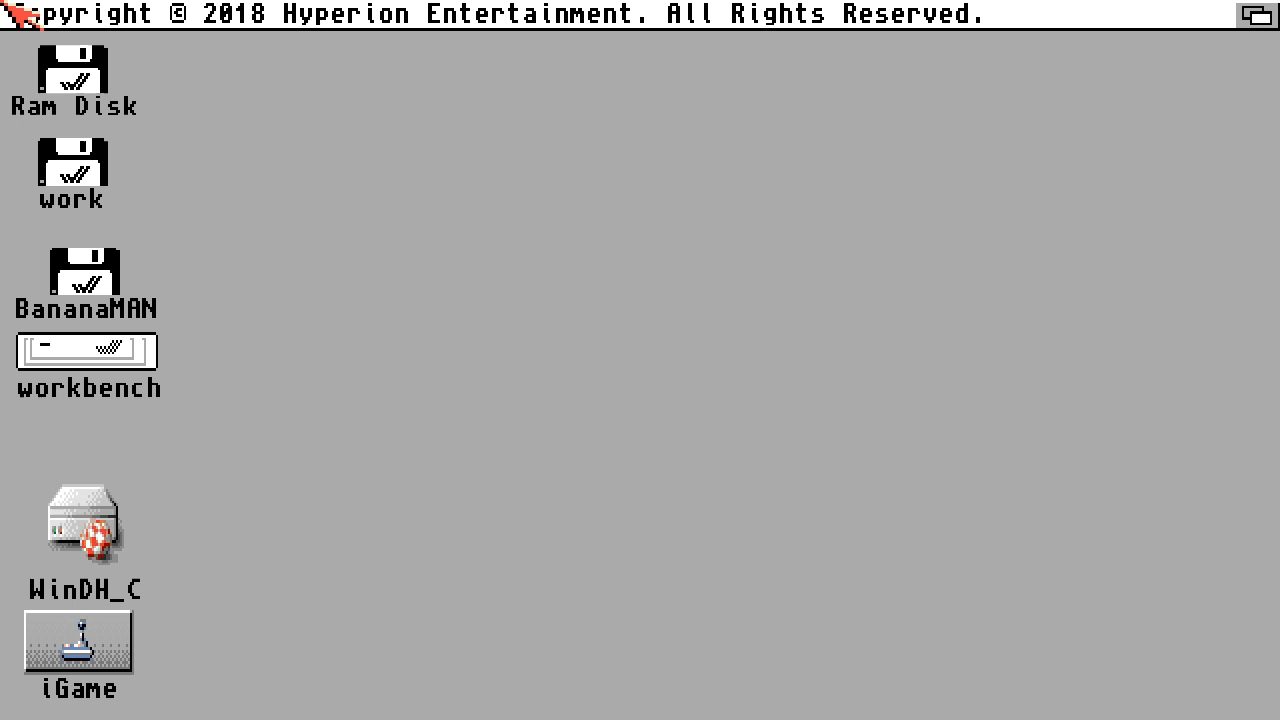 pyright © 2018 Hyperion Entertainment. All Rights Reserved.
Ram Disk
work
BananaMAN
workbench
WinDH_C
iGame